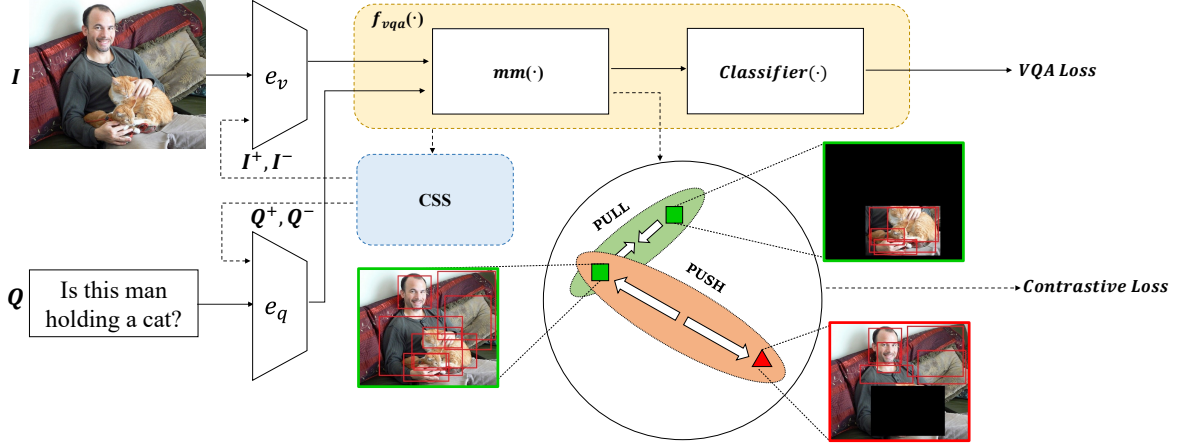 f_vqa(·)
I
e_v
mm(·)
Classifier(·)
VQA Loss
I⁺, I⁻
CSS
Q⁺, Q⁻
PULL
PUSH
Q
Is this man
holding a cat?
e_q
Contrastive Loss